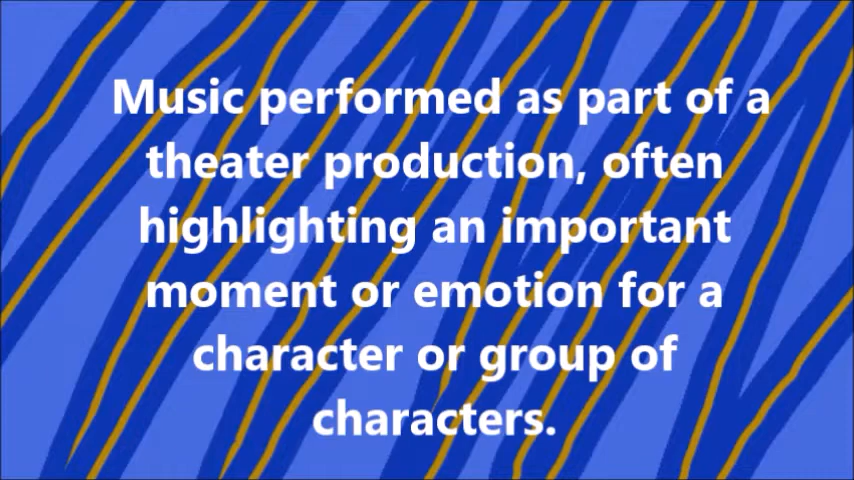 Music performed as part of a
theater production, often
highlighting an important
moment or emotion for a
character or group of
characters.